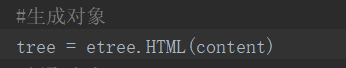 #生成对象
tree = etree.HTML(content)